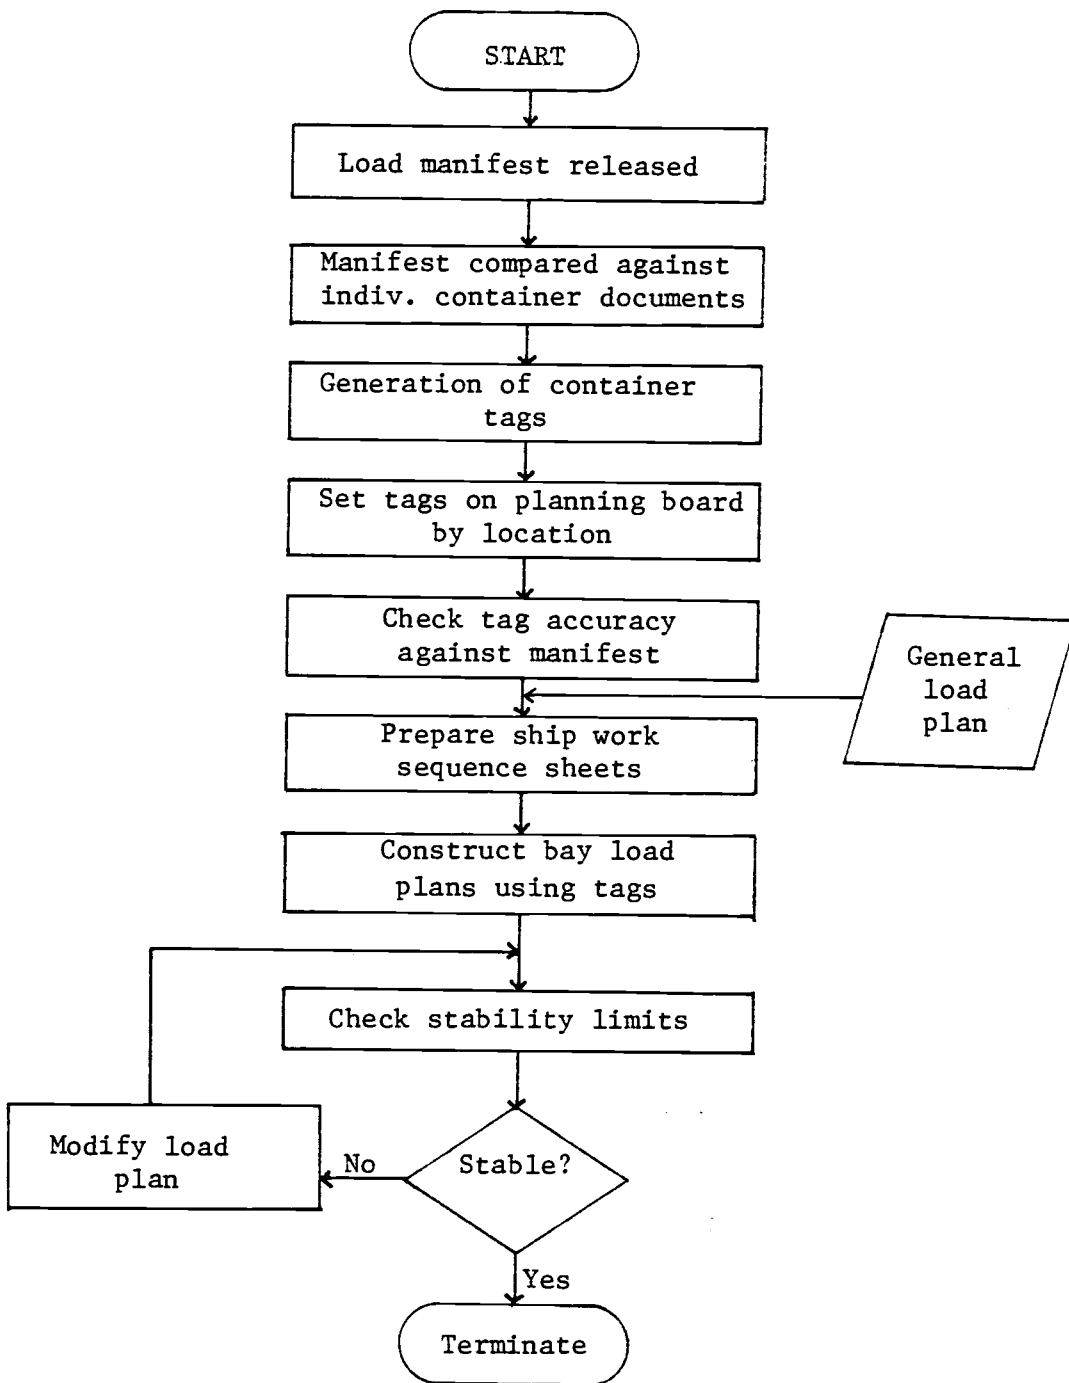 START
Load manifest released
Manifest compared against
indiv. container documents
Generation of container
tags
Set tags on planning board
by location
Check tag accuracy
against manifest
General
load
plan
Prepare ship work
sequence sheets
Construct bay load
plans using tags
Check stability limits
Modify load
plan
No
Stable?
Yes
Terminate